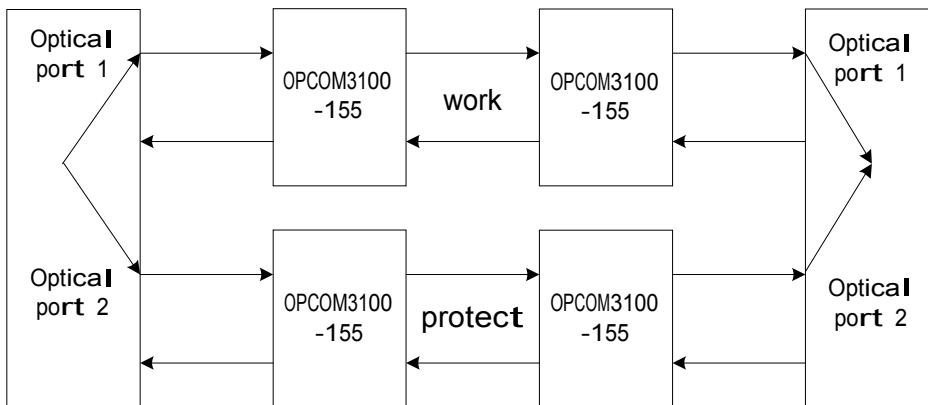 Optical
port 1
OPCOM3100
-155
work
OPCOM3100
-155
Optical
port 1
Optical
port 2
OPCOM3100
-155
protect
OPCOM3100
-155
Optical
port 2